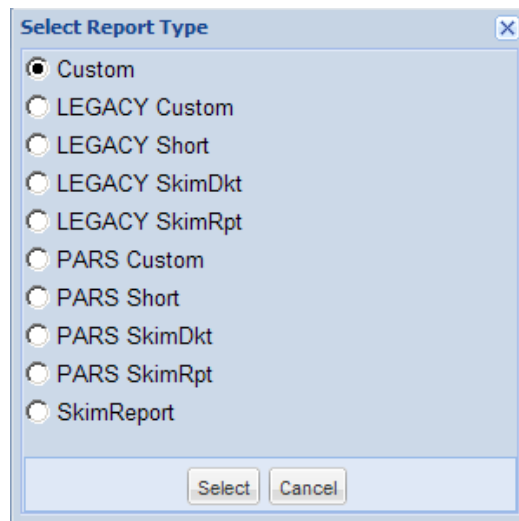 Select Report Type
Custom
LEGACY Custom
LEGACY Short
LEGACY SkimDkt
LEGACY SkimRpt
PARS Custom
PARS Short
PARS SkimDkt
PARS SkimRpt
SkimReport
Select Cancel